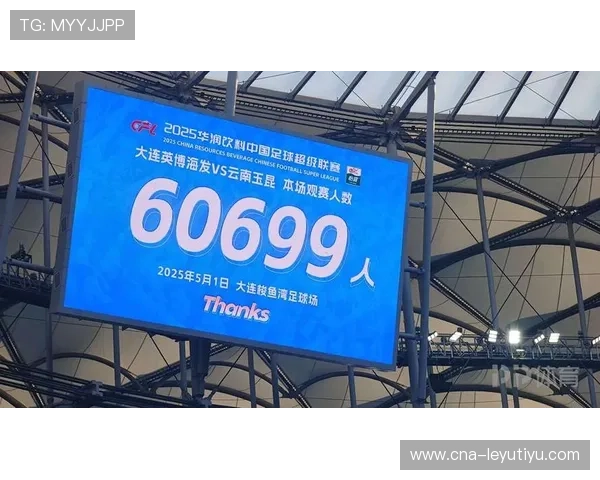 TG: MYYJJPP
CFL 2025华润饮料中国足球超级联赛
2025 CHINA RESOURCES BEVERAGE CHINESE FOOTBALL SUPER LEAGUE
大连英博海发VS云南玉昆 本场观赛人数
60699人
2025年5月1日 大连梭鱼湾足球场
Thanks
体育
www.cna-leyutiyu.com